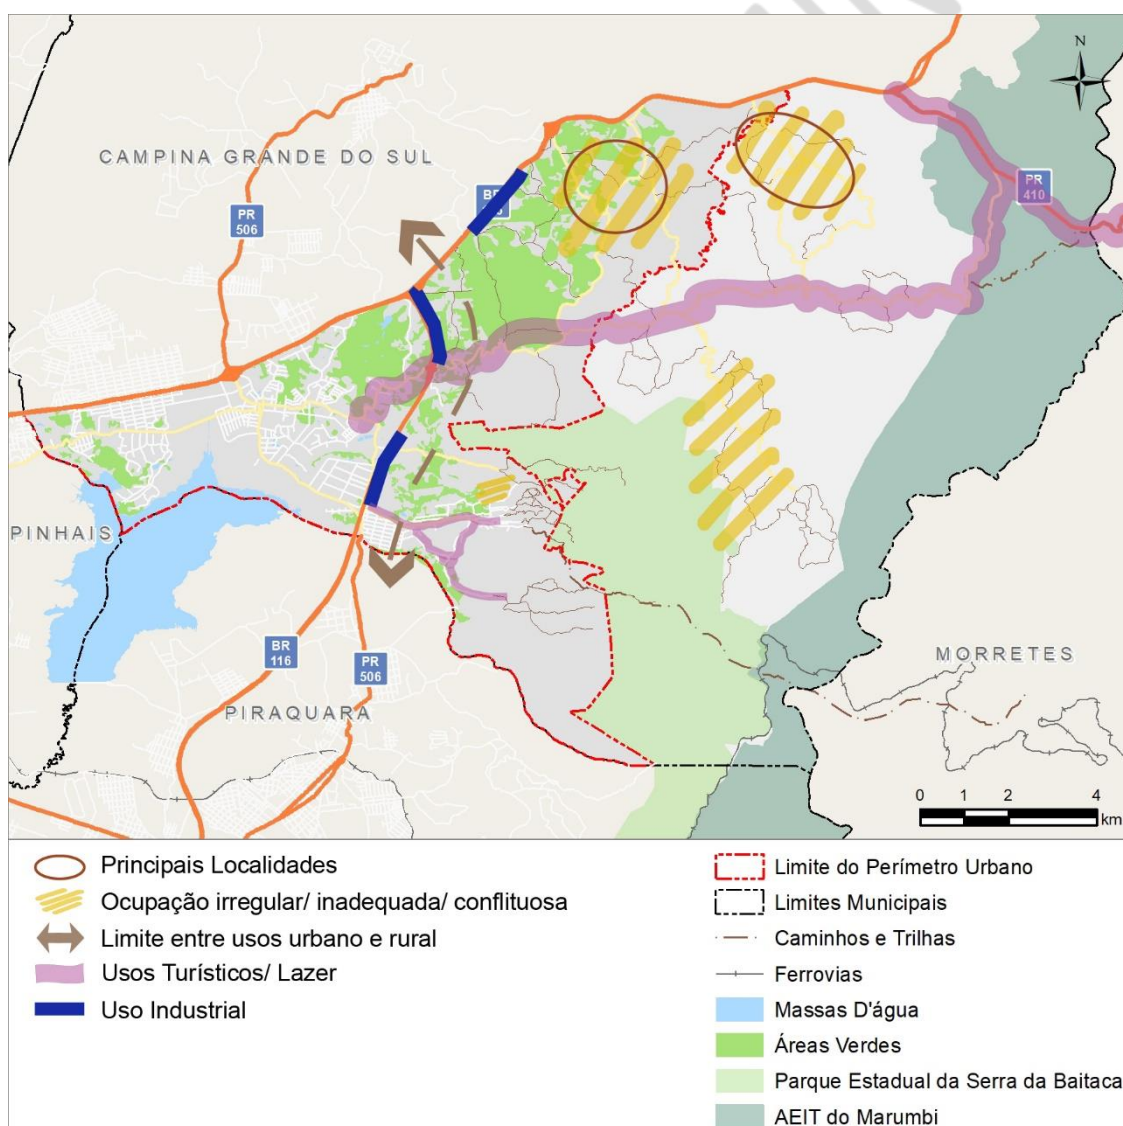 N
CAMPINA GRANDE DO SUL
PR
506
BR
PR
410
PINHAIS
BR
116
PR
506
PIRAQUARA
MORRETES
0 1 2 4
km
Principais Localidades
Ocupação irregular/ inadequada/ conflituosa
Limite entre usos urbano e rural
Usos Turísticos/ Lazer
Uso Industrial
Limite do Perímetro Urbano
Limites Municipais
Caminhos e Trilhas
Ferrovias
Massas D'água
Áreas Verdes
Parque Estadual da Serra da Baitaca
AEIT do Marumbi